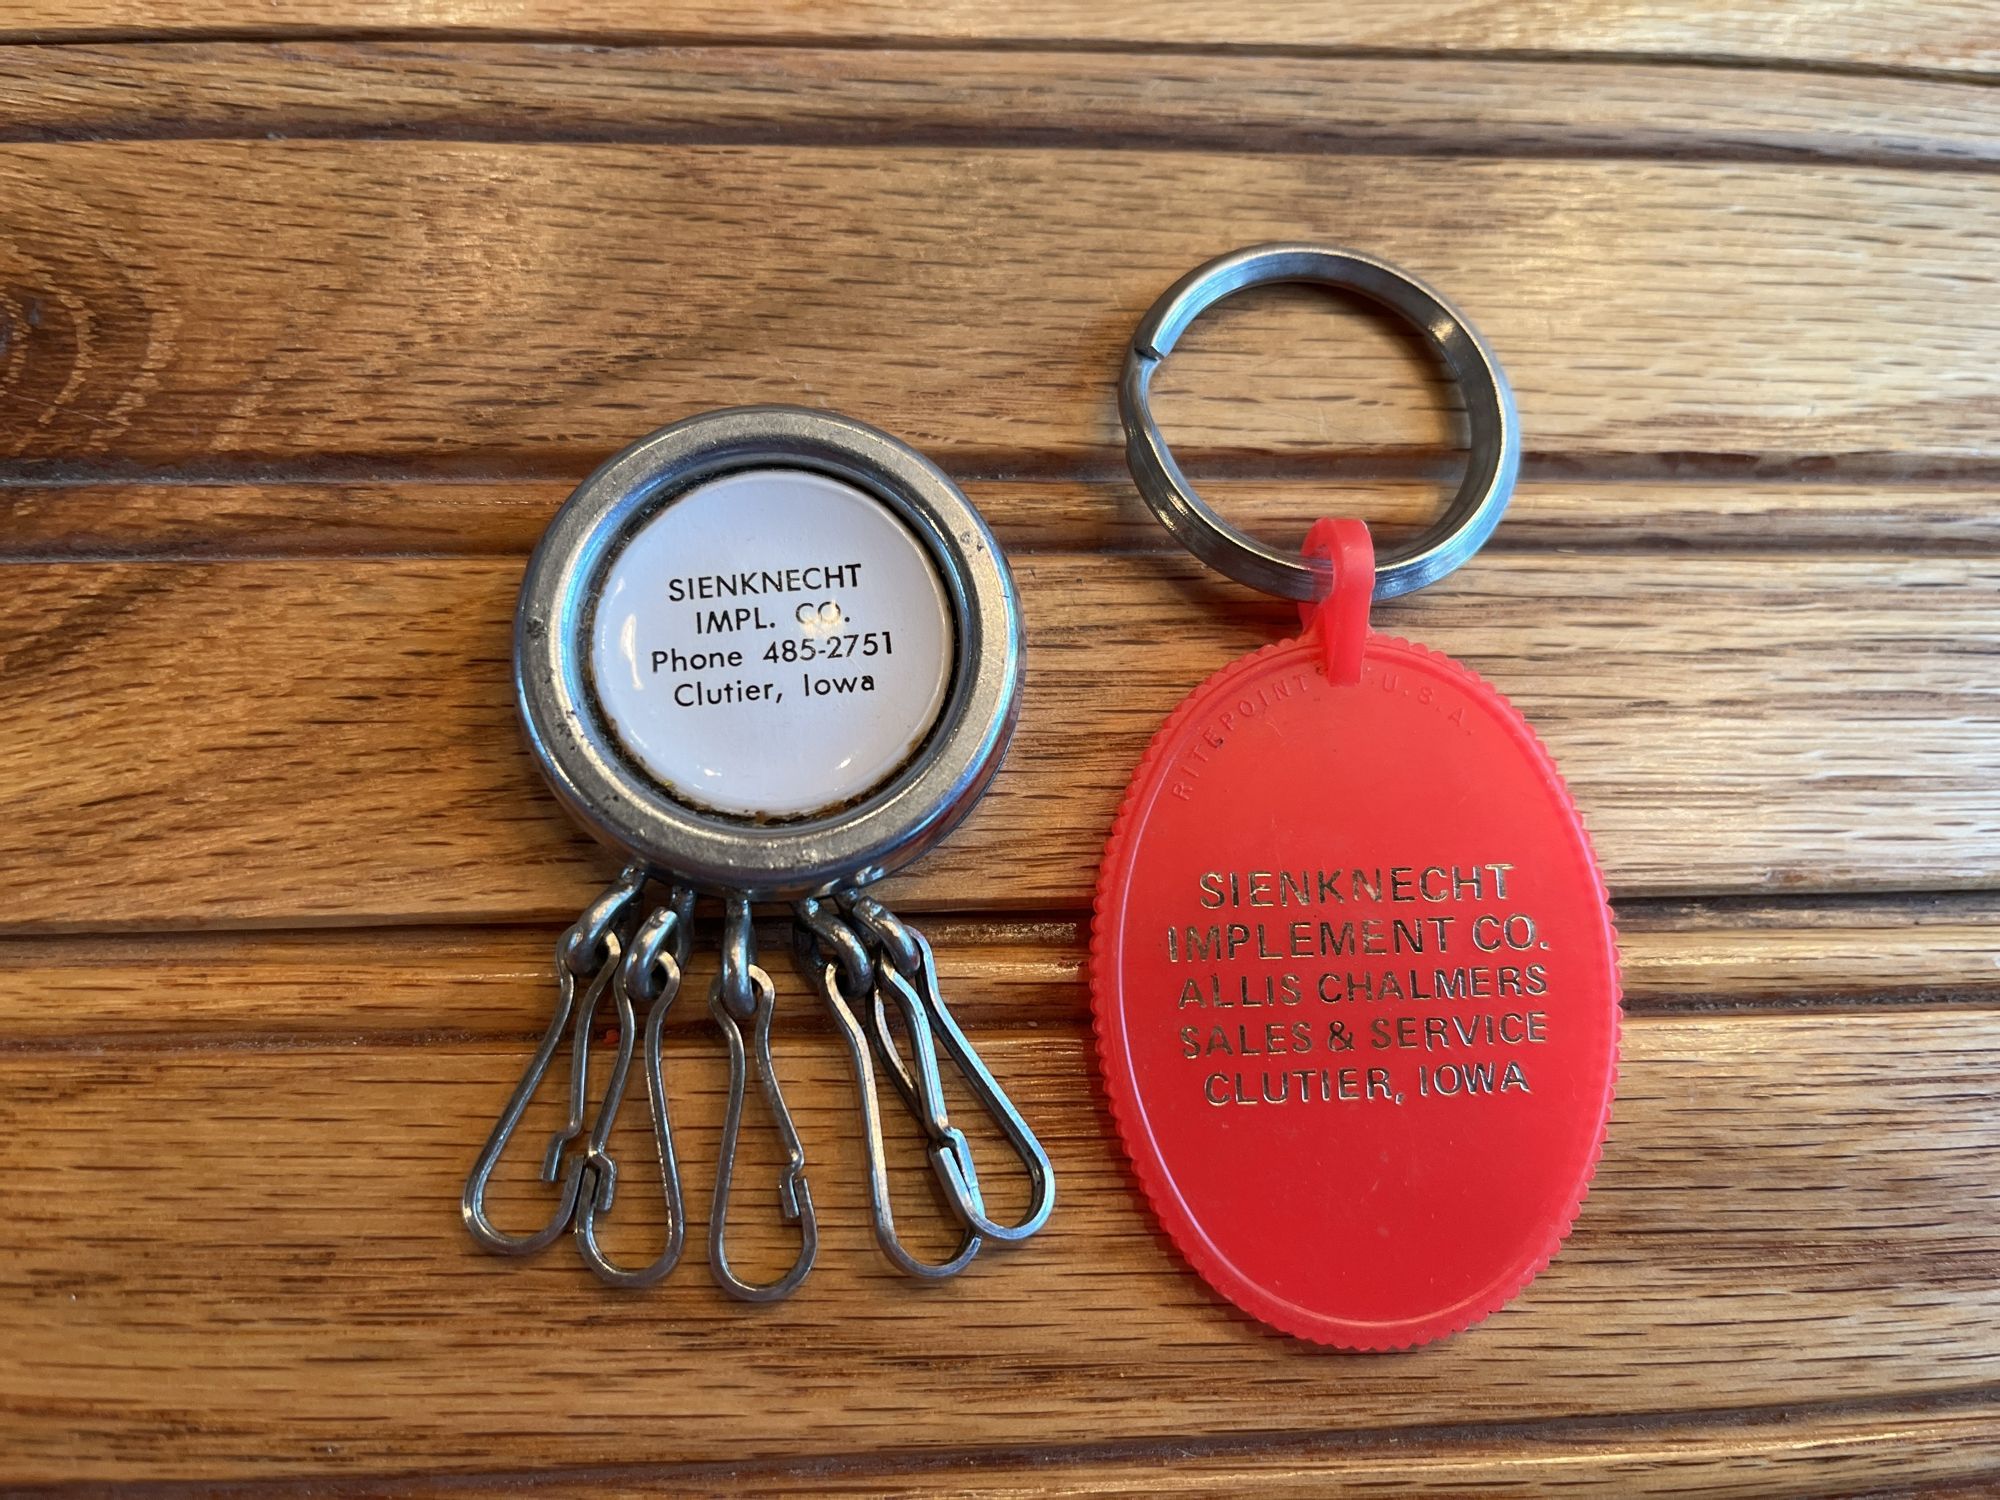 SIENKNECHT
IMPL. CO.
Phone 485-2751
Clutier, Iowa
RITEPOINT U.S.A.
SIENKNECHT
IMPLEMENT CO.
ALLIS CHALMERS
SALES & SERVICE
CLUTIER, IOWA